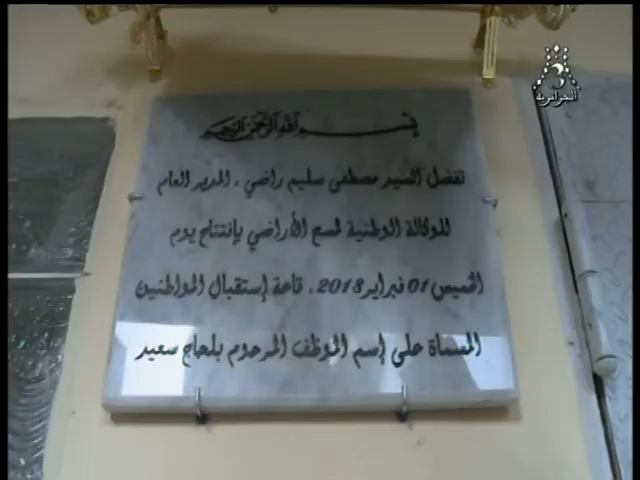 الجزائرية
بسم الله الرحمن الرحيم
تفضل السيد مصطفى سليم راضي، المدير العام
للوكالة الوطنية لمسح الأراضي بإفتتاح يوم
الخميس 01 فبراير 2018، قاعة إستقبال المواطنين
المسماة على إسم الموظف المرحوم بلحاج سعيد